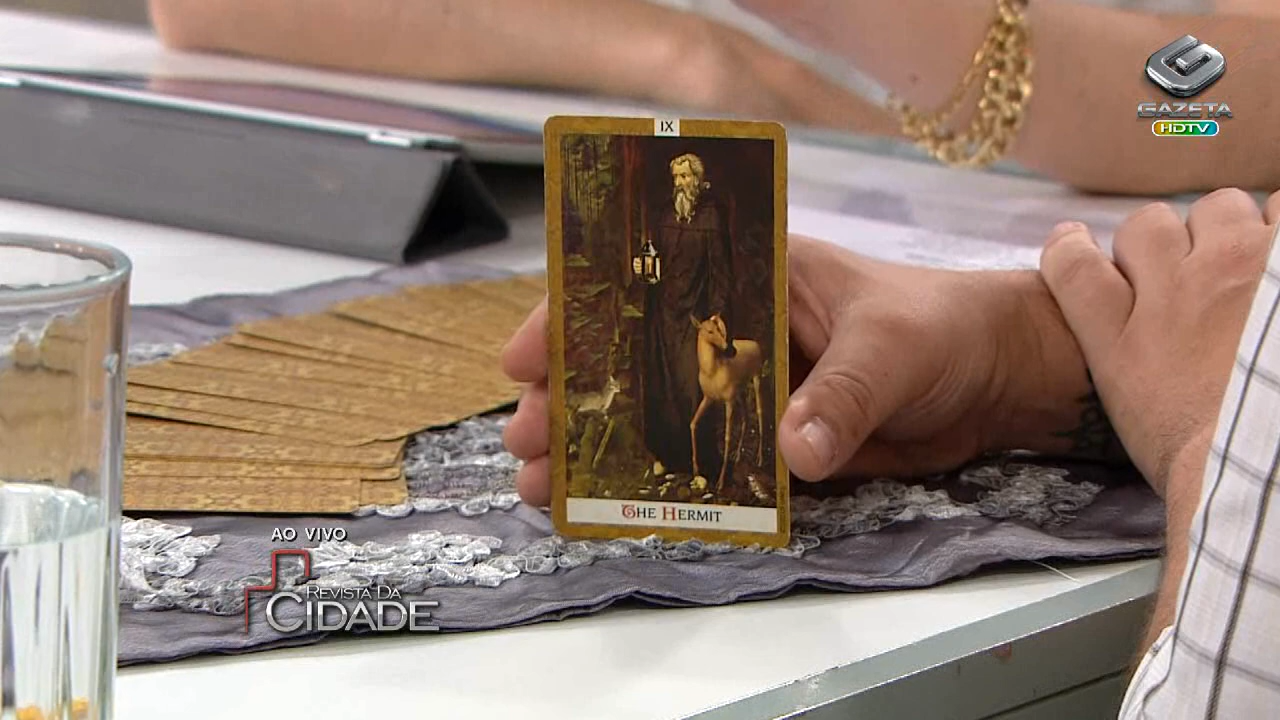 GAZETA
HDTV
IX
THE HERMIT
AO VIVO
REVISTA DA
CIDADE